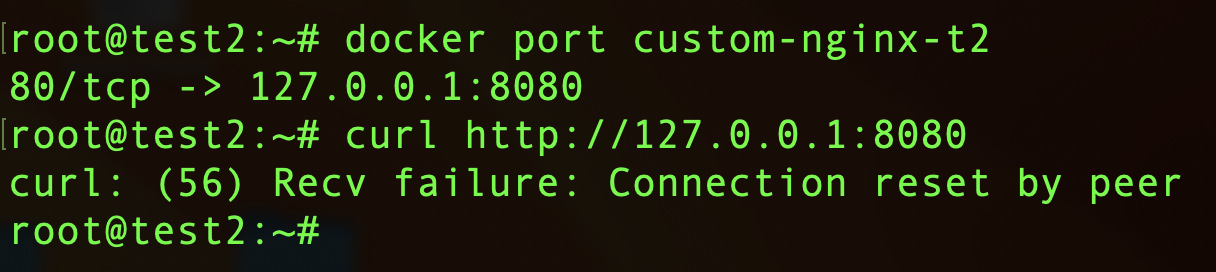 root@test2:~# docker port custom-nginx-t2
80/tcp -> 127.0.0.1:8080
root@test2:~# curl http://127.0.0.1:8080
curl: (56) Recv failure: Connection reset by peer
root@test2:~#